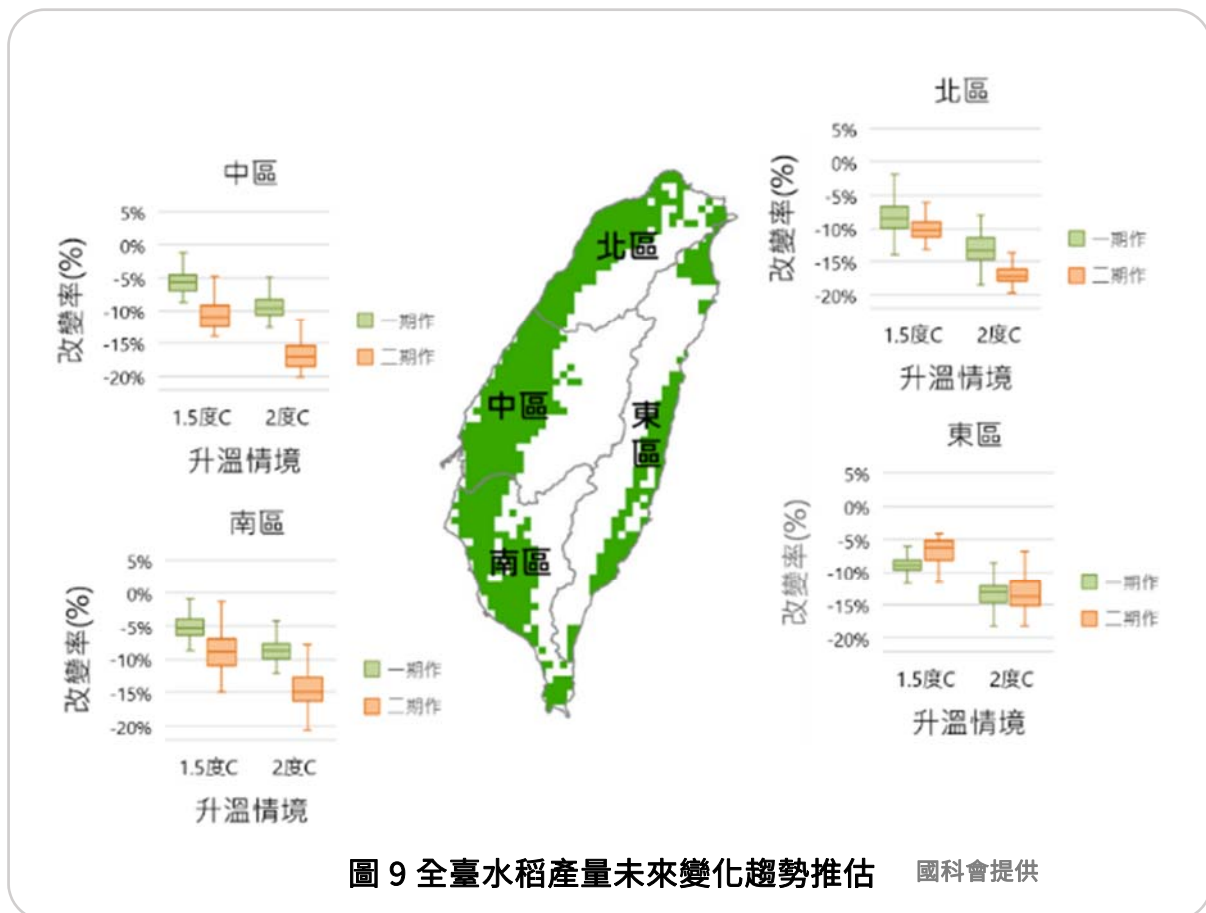 中區
改變率(%)
5%
0%
-5%
-10%
-15%
-20%
1.5度C 2度C
升溫情境
一期作
二期作
南區
改變率(%)
5%
0%
-5%
-10%
-15%
-20%
1.5度C 2度C
升溫情境
一期作
二期作
北區
中區
東區
南區
北區
改變率(%)
5%
0%
-5%
-10%
-15%
-20%
1.5度C 2度C
升溫情境
一期作
二期作
東區
改變率(%)
5%
0%
-5%
-10%
-15%
-20%
1.5度C 2度C
升溫情境
一期作
二期作
圖 9 全臺水稻產量未來變化趨勢推估 國科會提供